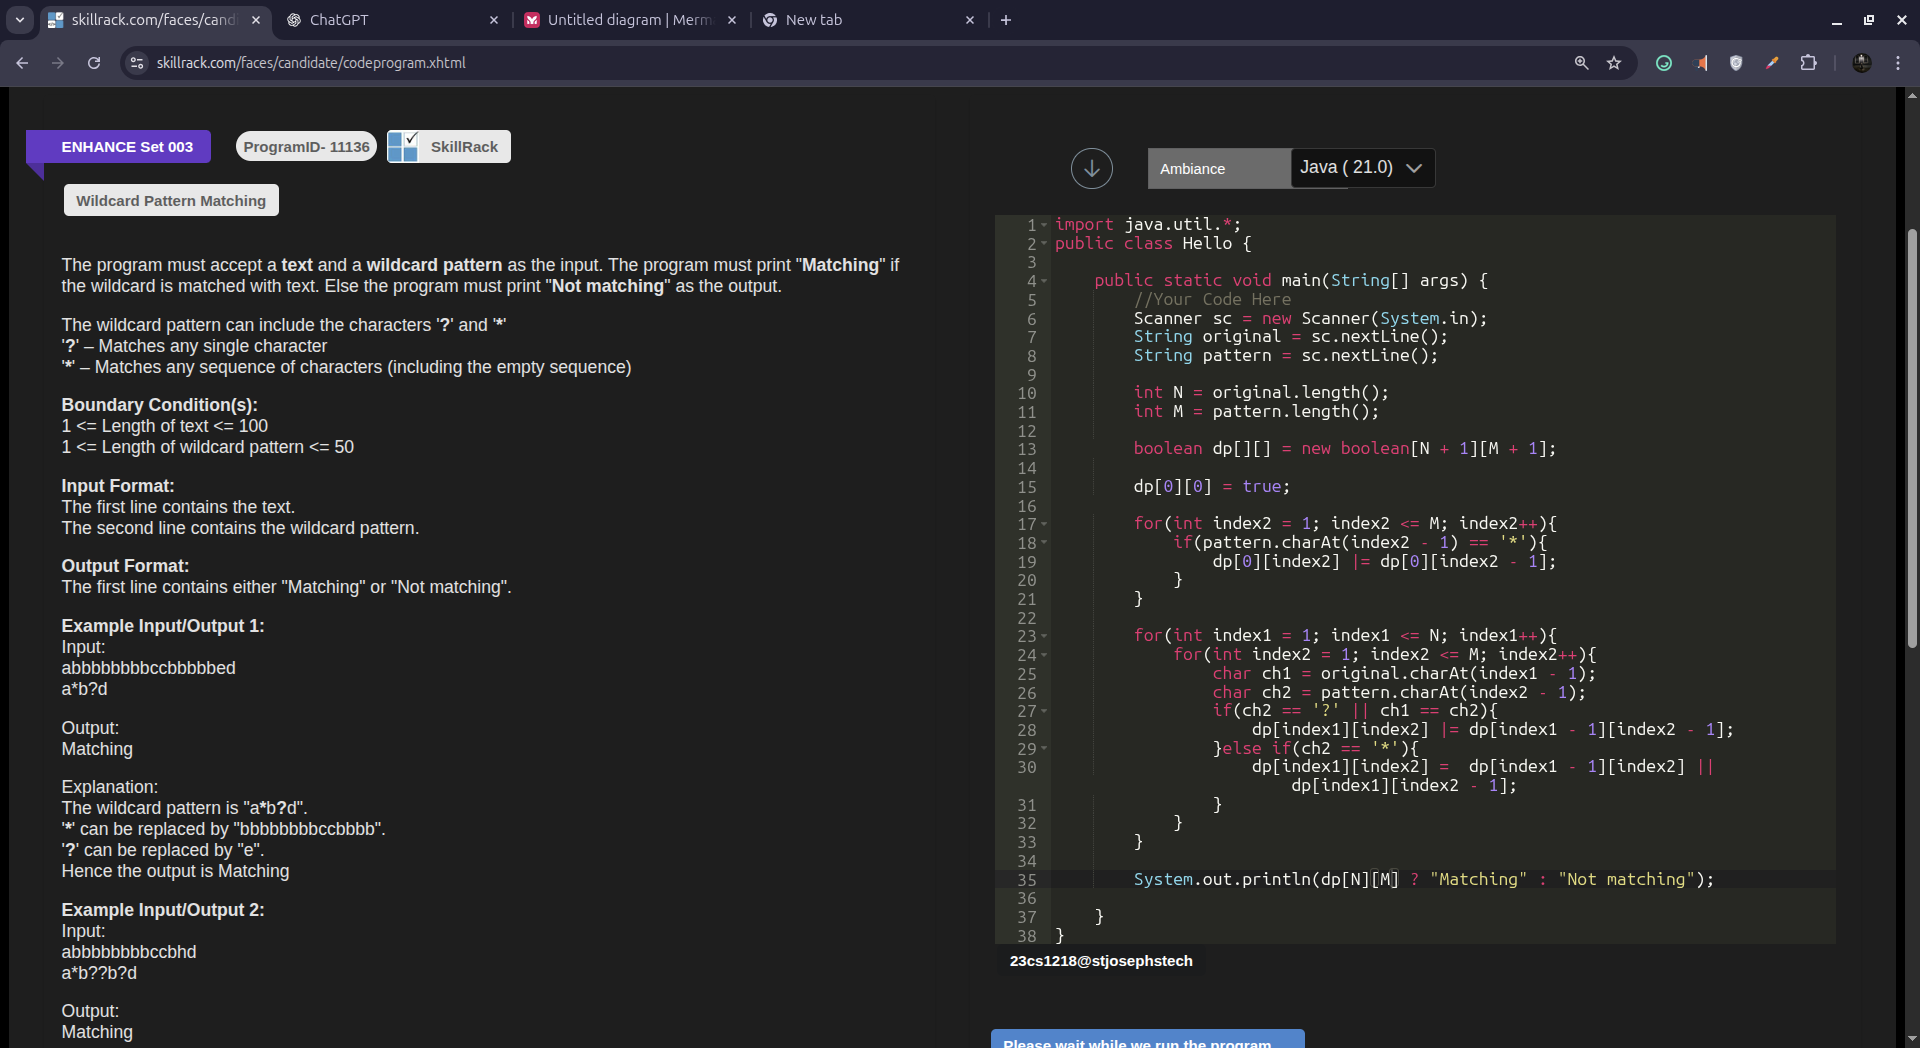 skillrack.com/faces/candi
ChatGPT
Untitled diagram | Merm
New tab
skillrack.com/faces/candidate/codeprogram.xhtml
ENHANCE Set 003
ProgramID- 11136
SkillRack
Wildcard Pattern Matching
The program must accept a text and a wildcard pattern as the input. The program must print "Matching" if
the wildcard is matched with text. Else the program must print "Not matching" as the output.
The wildcard pattern can include the characters '?' and '*'
'?' – Matches any single character
'*' – Matches any sequence of characters (including the empty sequence)
Boundary Condition(s):
1 <= Length of text <= 100
1 <= Length of wildcard pattern <= 50
Input Format:
The first line contains the text.
The second line contains the wildcard pattern.
Output Format:
The first line contains either "Matching" or "Not matching".
Example Input/Output 1:
Input:
abbbbbbbbccbbbbbed
a*b?d
Output:
Matching
Explanation:
The wildcard pattern is "a*b?d".
'*' can be replaced by "bbbbbbbbccbbbb".
'?' can be replaced by "e".
Hence the output is Matching
Example Input/Output 2:
Input:
abbbbbbbbccbhd
a*b??b?d
Output:
Matching
Ambiance
Java ( 21.0)
1 import java.util.*;
2 public class Hello {
3
4 public static void main(String[] args) {
5 //Your Code Here
6 Scanner sc = new Scanner(System.in);
7 String original = sc.nextLine();
8 String pattern = sc.nextLine();
9
10 int N = original.length();
11 int M = pattern.length();
12
13 boolean dp[][] = new boolean[N + 1][M + 1];
14
15 dp[0][0] = true;
16
17 for(int index2 = 1; index2 <= M; index2++){
18 if(pattern.charAt(index2 - 1) == '*'){
19 dp[0][index2] |= dp[0][index2 - 1];
20 }
21 }
22
23 for(int index1 = 1; index1 <= N; index1++){
24 for(int index2 = 1; index2 <= M; index2++){
25 char ch1 = original.charAt(index1 - 1);
26 char ch2 = pattern.charAt(index2 - 1);
27 if(ch2 == '?' || ch1 == ch2){
28 dp[index1][index2] |= dp[index1 - 1][index2 - 1];
29 }else if(ch2 == '*'){
30 dp[index1][index2] =  dp[index1 - 1][index2] ||
dp[index1][index2 - 1];
31 }
32 }
33 }
34
35 System.out.println(dp[N][M] ? "Matching" : "Not matching");
36
37 }
38 }
23cs1218@stjosephstech
Please wait while we run the program